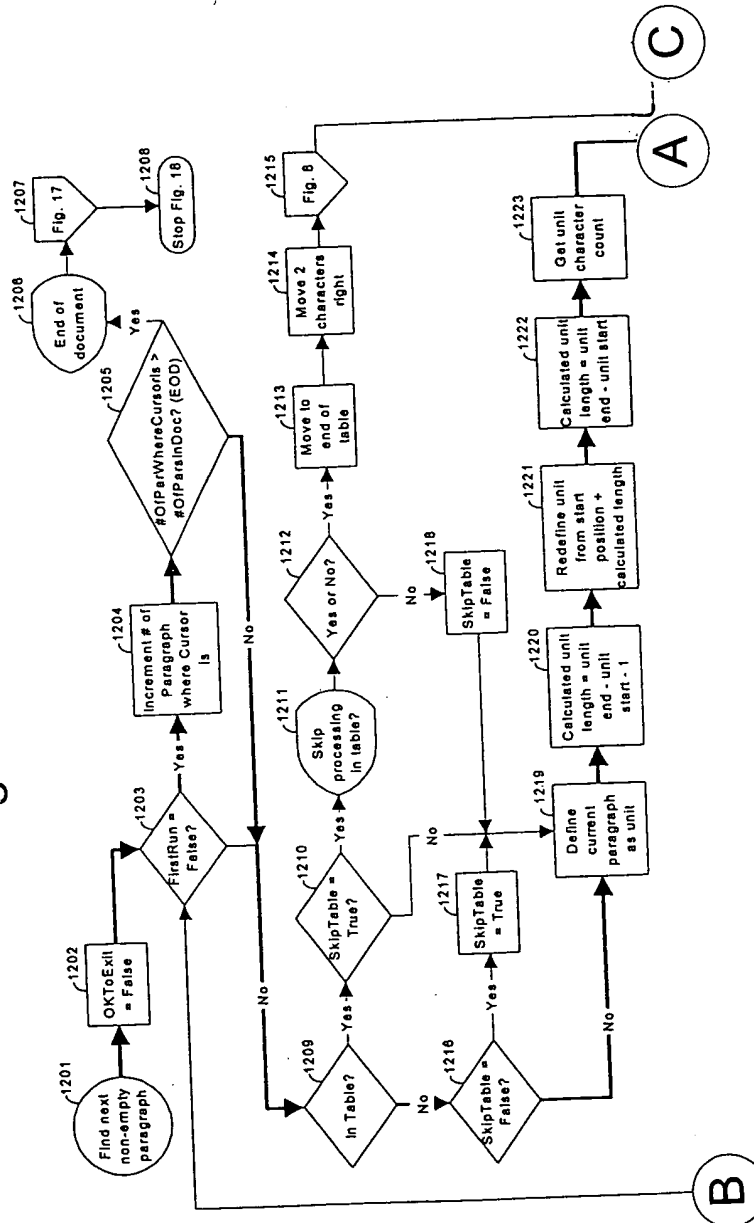 1201
Find next
non-empty
paragraph
1202
OKToExit
= False
1203
FirstRun =
False?
Yes
1204
Increment # of
Paragraph
where Cursor
is
1205
#OfParWhereCursorIs >
#OfParsInDoc? (EOD)
Yes
1206
End of
document
1207
Fig. 17
1208
Stop Fig. 18
No
No
1209
In Table?
Yes
1210
SkipTable =
True?
Yes
1211
Skip
processing
in table?
1212
Yes or No?
Yes
1213
Move to
end of
table
1214
Move 2
characters
right
1215
Fig. 8
C
No
1216
SkipTable =
False?
Yes
1217
SkipTable
= True
No
No
1218
SkipTable
= False
No
1219
Define
current
paragraph
as unit
1220
Calculated unit
length = unit
end - unit
start - 1
1221
Redefine unit
from start
position +
calculated length
1222
Calculated unit
length = unit
end - unit start
1223
Get unit
character
count
A
B